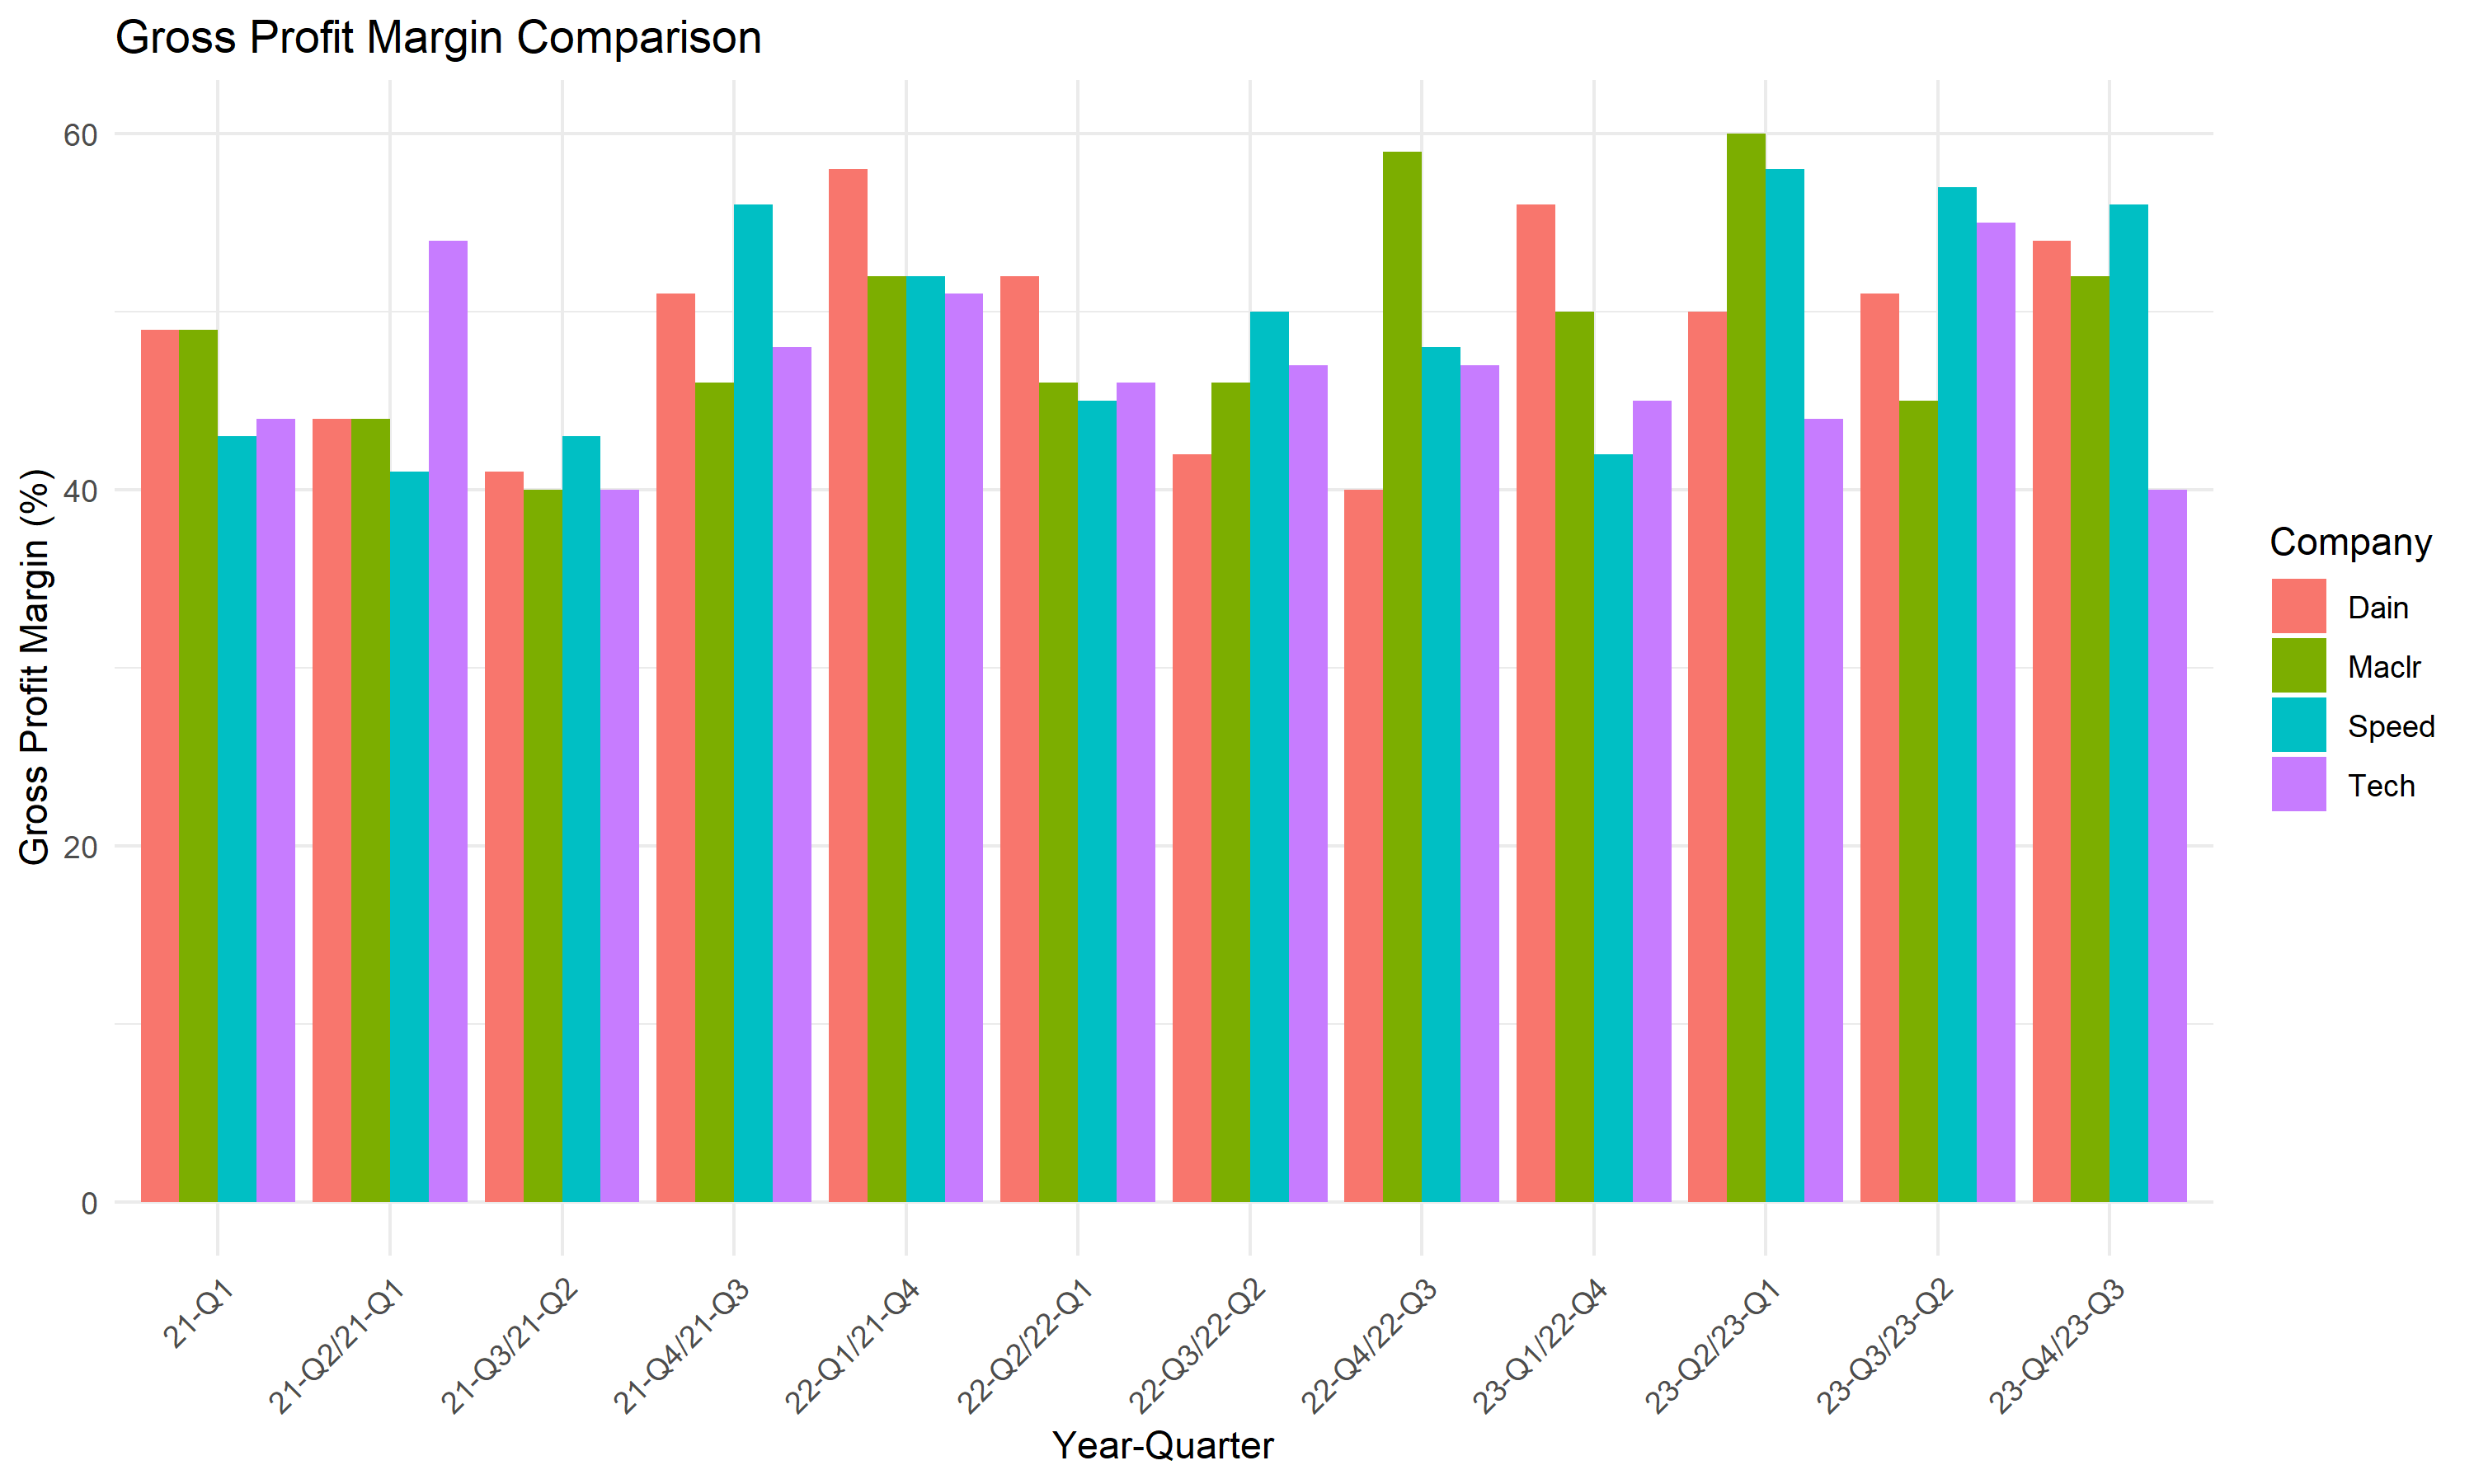 Gross Profit Margin Comparison
Gross Profit Margin (%)
60
40
20
0
21-Q1
21-Q2/21-Q1
21-Q3/21-Q2
21-Q4/21-Q3
22-Q1/21-Q4
22-Q2/22-Q1
22-Q3/22-Q2
22-Q4/22-Q3
23-Q1/22-Q4
23-Q2/23-Q1
23-Q3/23-Q2
23-Q4/23-Q3
Year-Quarter
Company
Dain
Maclr
Speed
Tech